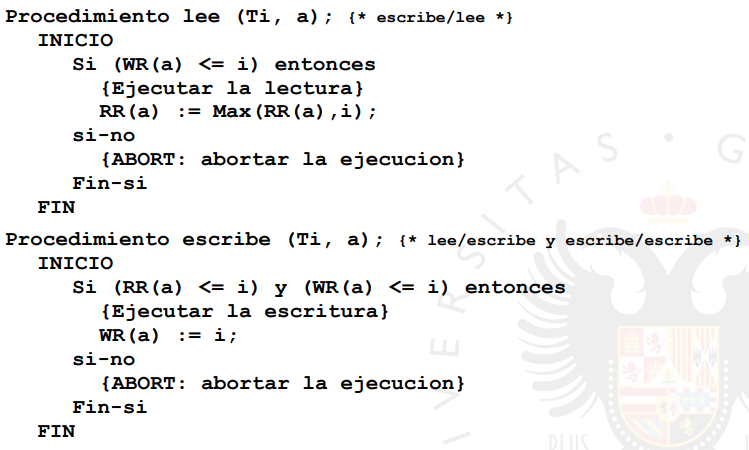 Procedimiento lee (Ti, a); {* escribe/lee *}
INICIO
Si (WR(a) <= i) entonces
{Ejecutar la lectura}
RR(a) := Max(RR(a),i);
si-no
{ABORT: abortar la ejecucion}
Fin-si
FIN
Procedimiento escribe (Ti, a); {* lee/escribe y escribe/escribe *}
INICIO
Si (RR(a) <= i) y (WR(a) <= i) entonces
{Ejecutar la escritura}
WR(a) := i;
si-no
{ABORT: abortar la ejecucion}
Fin-si
FIN
IVERSITAS · G
PLUS